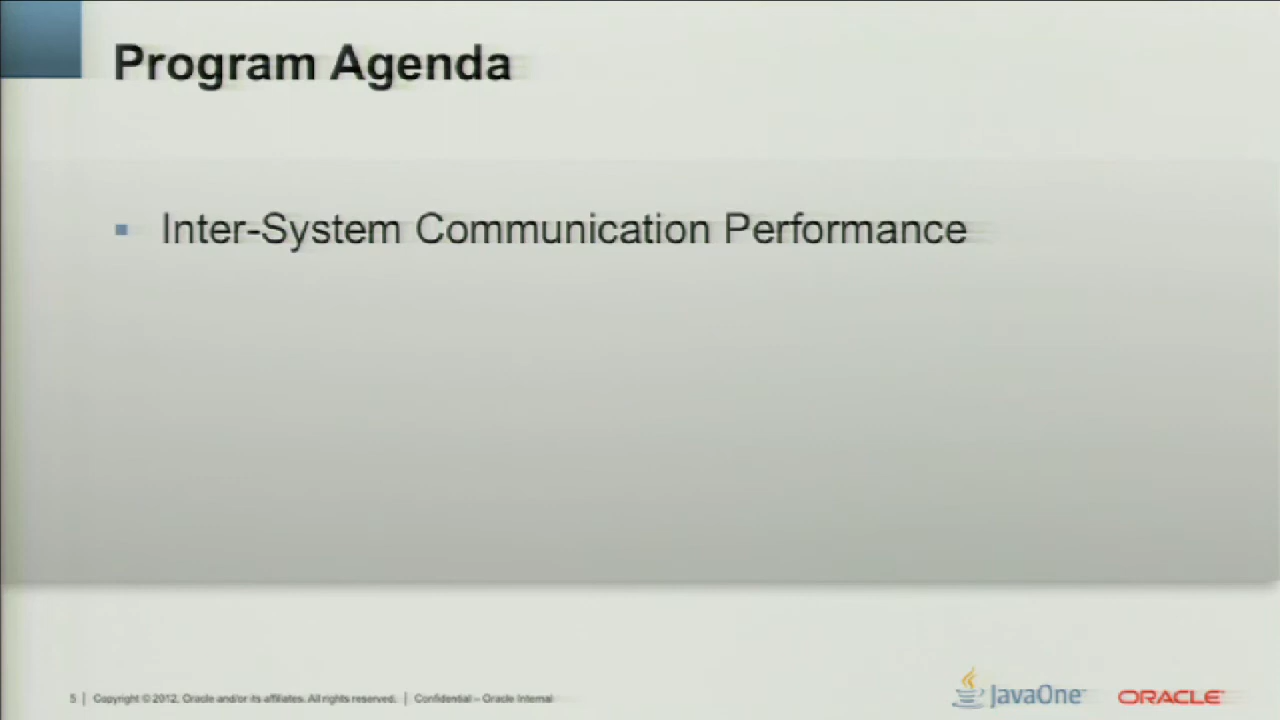 Program Agenda
▪ Inter-System Communication Performance
5 | Copyright © 2012, Oracle and/or its affiliates. All rights reserved. | Confidential – Oracle Internal
JavaOne ORACLE